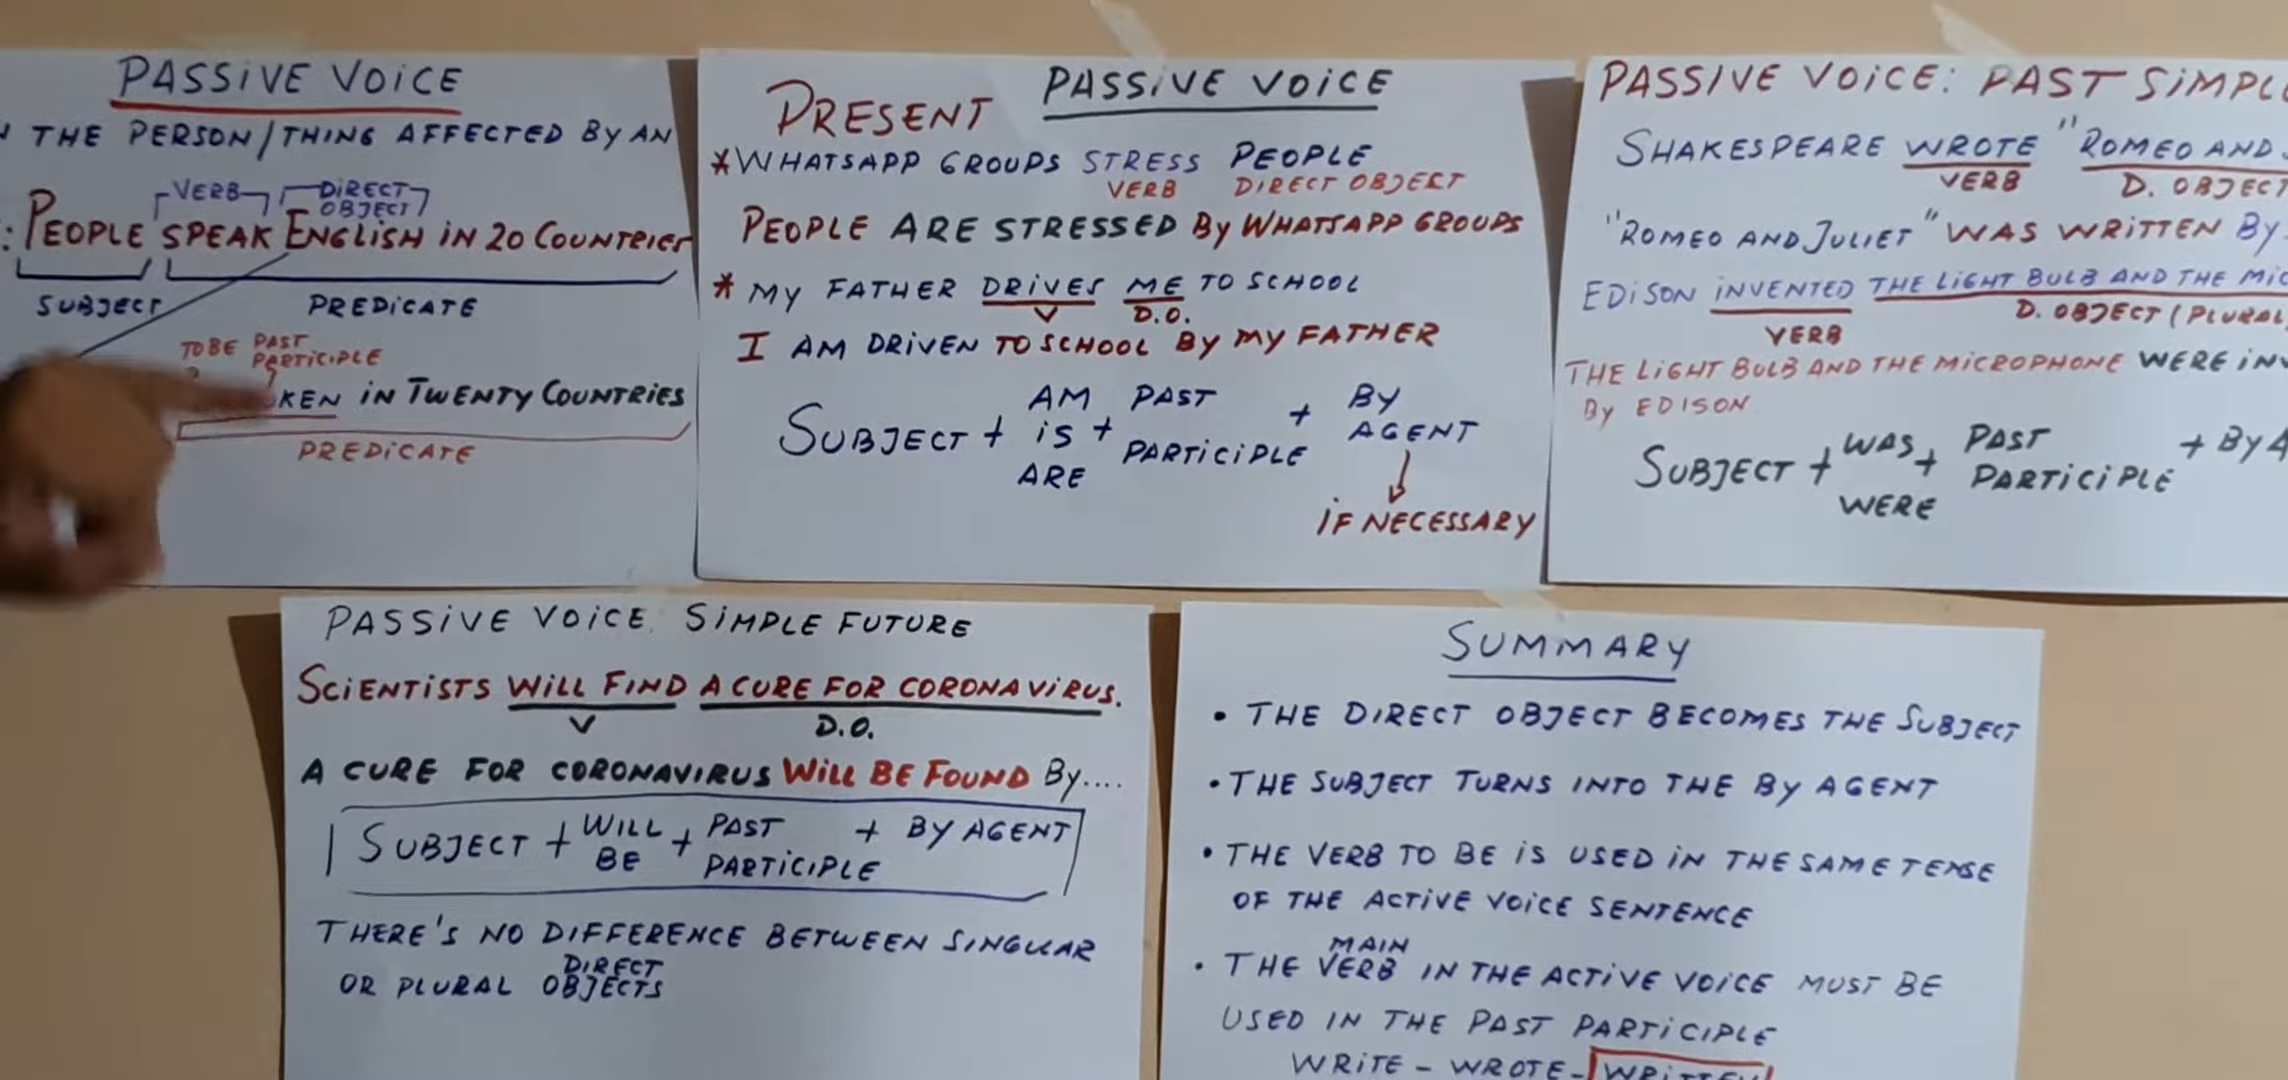 PASSIVE VOICE
THE PERSON/THING AFFECTED BY AN
VERB DIRECT OBJECT
: PEOPLE SPEAK ENGLISH IN 20 COUNTRIES
SUBJECT PREDICATE
TO BE PAST PARTICIPLE
KEN IN TWENTY COUNTRIES
PREDICATE
PASSIVE VOICE
PRESENT
*WHATSAPP GROUPS STRESS PEOPLE
VERB DIRECT OBJECT
PEOPLE ARE STRESSED BY WHATSAPP GROUPS
* MY FATHER DRIVES ME TO SCHOOL
V D.O.
I AM DRIVEN TO SCHOOL BY MY FATHER
AM PAST BY
SUBJECT + IS + PARTICIPLE + AGENT
ARE
IF NECESSARY
PASSIVE VOICE: PAST SIMPL
SHAKESPEARE WROTE "ROMEO AND
VERB D. OBJECT
"ROMEO AND JULIET" WAS WRITTEN BY
EDISON INVENTED THE LIGHT BULB AND THE MIC
D. OBJECT (PLURAL
VERB
THE LIGHT BULB AND THE MICROPHONE WERE INV
BY EDISON
SUBJECT + WAS + PAST + BY A
WERE PARTICIPLE
PASSIVE VOICE. SIMPLE FUTURE
SCIENTISTS WILL FIND A CURE FOR CORONAVIRUS.
V D.O.
A CURE FOR CORONAVIRUS WILL BE FOUND BY....
SUBJECT + WILL + PAST + BY AGENT
BE PARTICIPLE
THERE'S NO DIFFERENCE BETWEEN SINGULAR
DIRECT
OR PLURAL OBJECTS
SUMMARY
• THE DIRECT OBJECT BECOMES THE SUBJECT
• THE SUBJECT TURNS INTO THE BY AGENT
• THE VERB TO BE IS USED IN THE SAME TENSE
OF THE ACTIVE VOICE SENTENCE
MAIN
• THE VERB IN THE ACTIVE VOICE MUST BE
USED IN THE PAST PARTICIPLE
WRITE - WROTE - WRITTEN